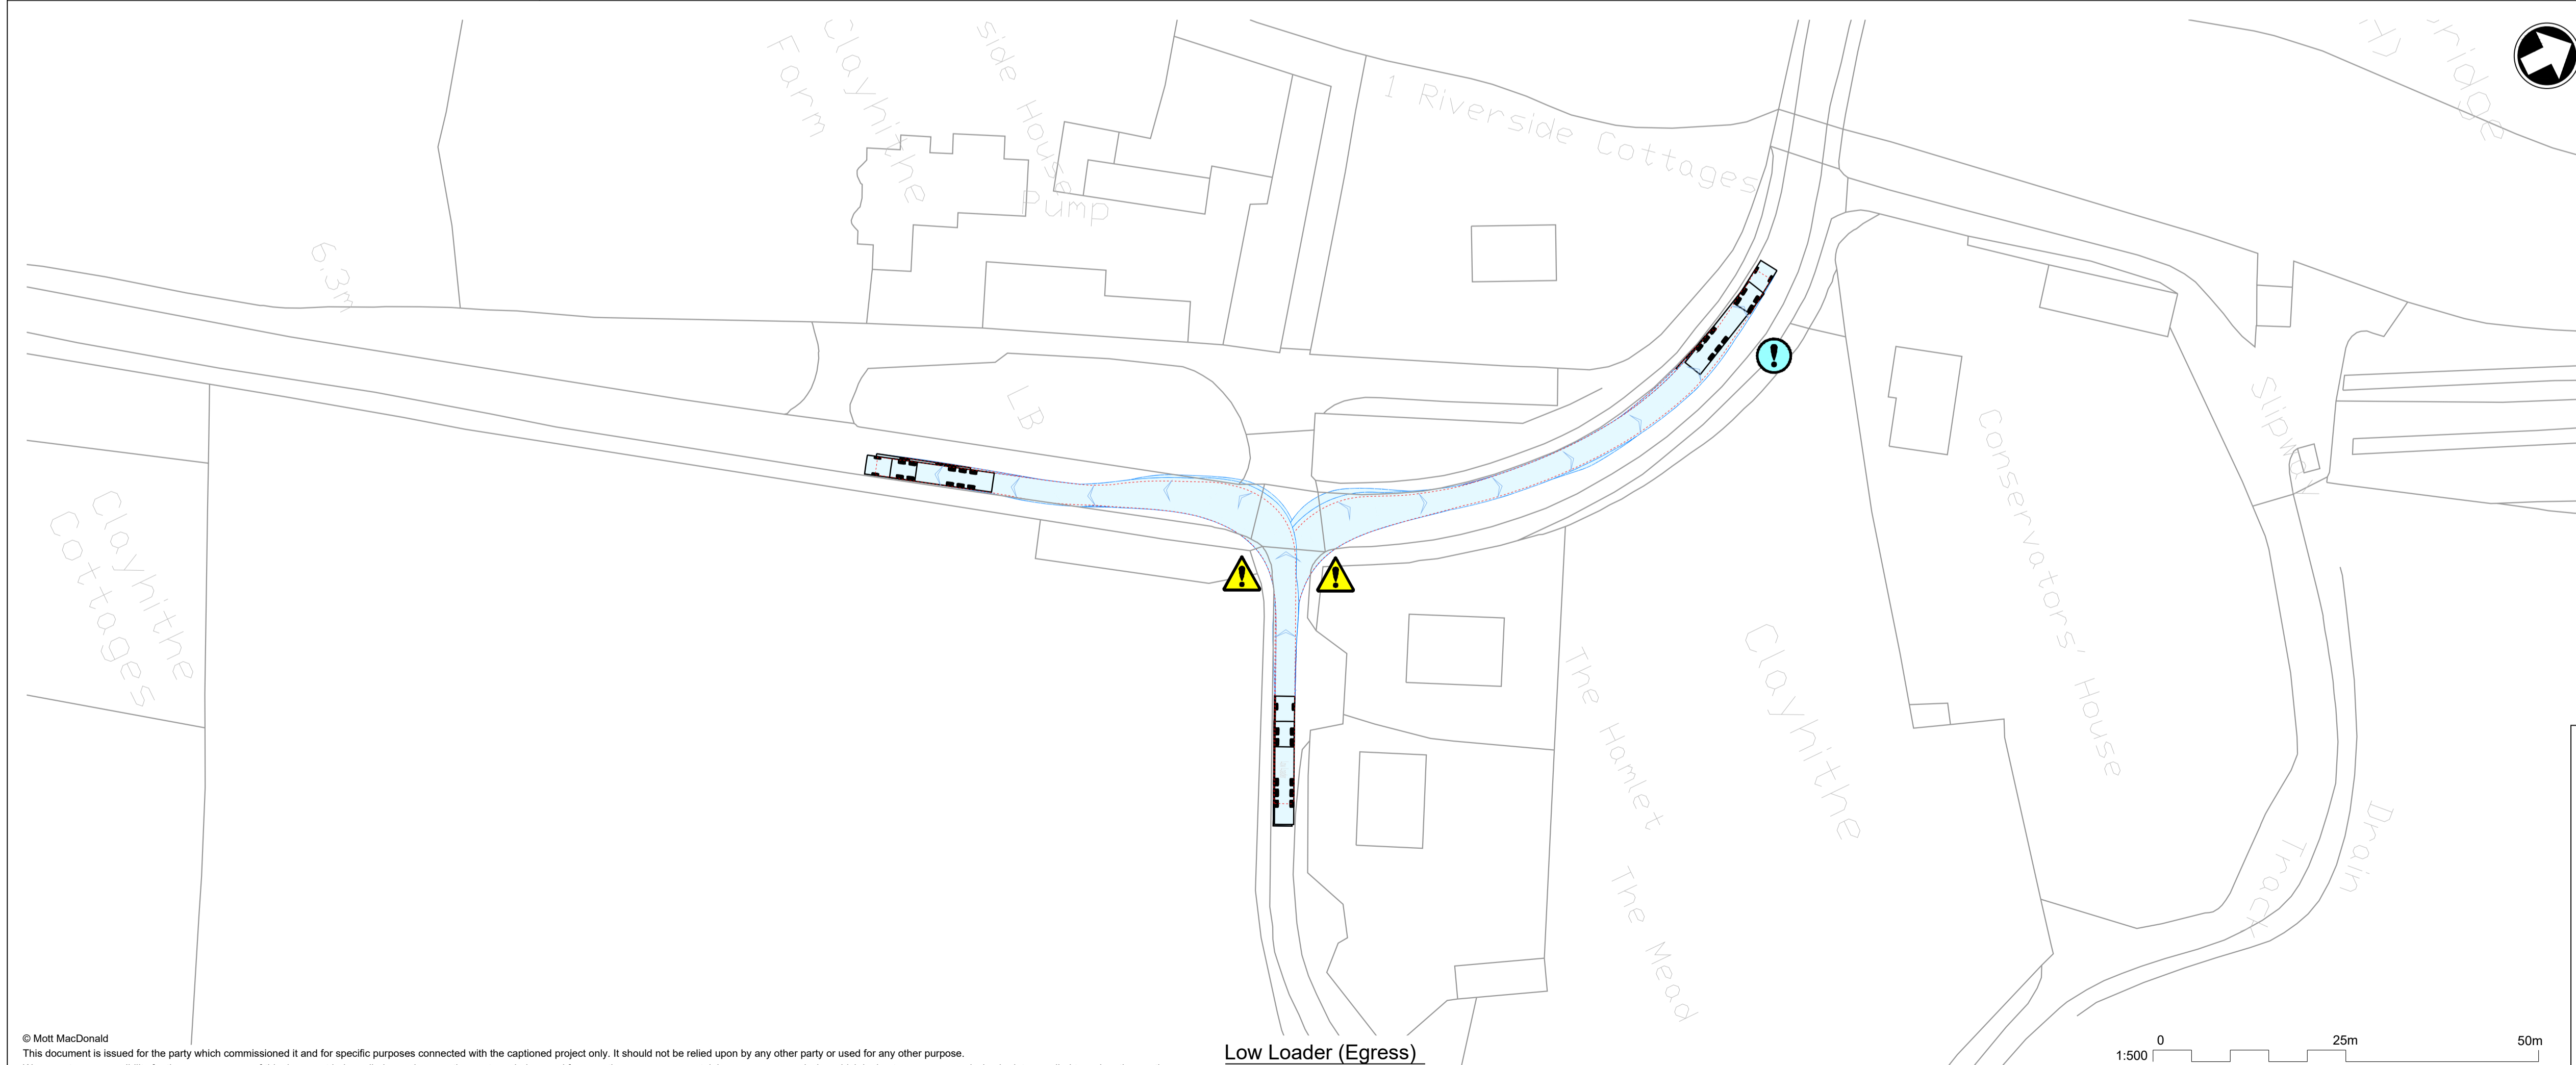 Clayhithe
Farm
side House
Pump
1 Riverside Cottages
6.3m
LB
Clayhithe
Cottages
Slipway
Conservators' House
Clayhithe
The Hamlet
The Mead
Drain
Track
© Mott MacDonald
This document is issued for the party which commissioned it and for specific purposes connected with the captioned project only. It should not be relied upon by any other party or used for any other purpose.
Low Loader (Egress)
0 25m 50m
1:500